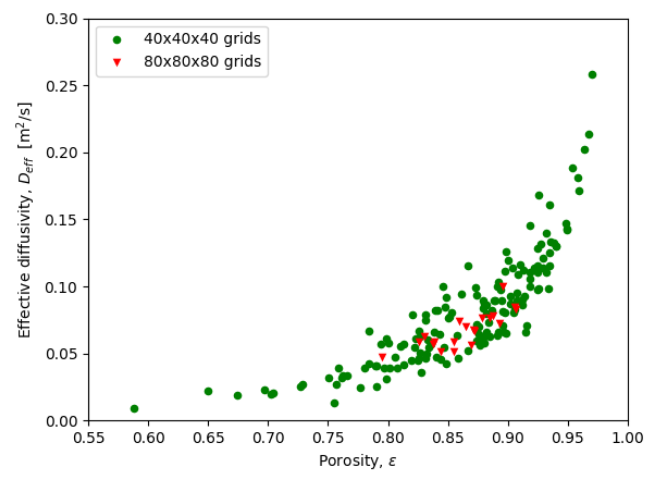 40x40x40 grids
80x80x80 grids
Effective diffusivity, D_eff [m²/s]
0.30
0.25
0.20
0.15
0.10
0.05
0.00
0.55 0.60 0.65 0.70 0.75 0.80 0.85 0.90 0.95 1.00
Porosity, ε